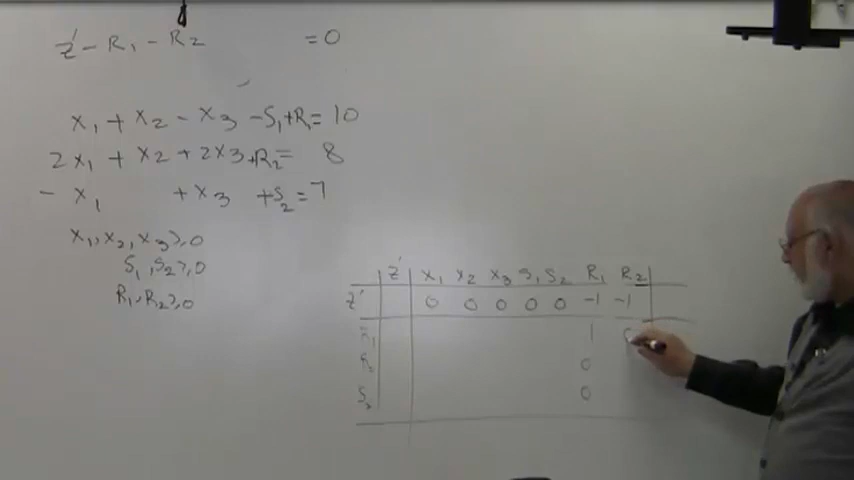 z' - R₁ - R₂ = 0
x₁ + x₂ - x₃ - S₁ + R₁ = 10
2x₁ + x₂ + 2x₃ + R₂ = 8
- x₁ + x₃ + S₂ = 7
x₁, x₂, x₃ ≥ 0
S₁, S₂ ≥ 0
R₁, R₂ ≥ 0
z' x₁ x₂ x₃ S₁ S₂ R₁ R₂
z' 0 0 0 0 0 -1 -1
R₁ 1
R₂ 0
S₂ 0